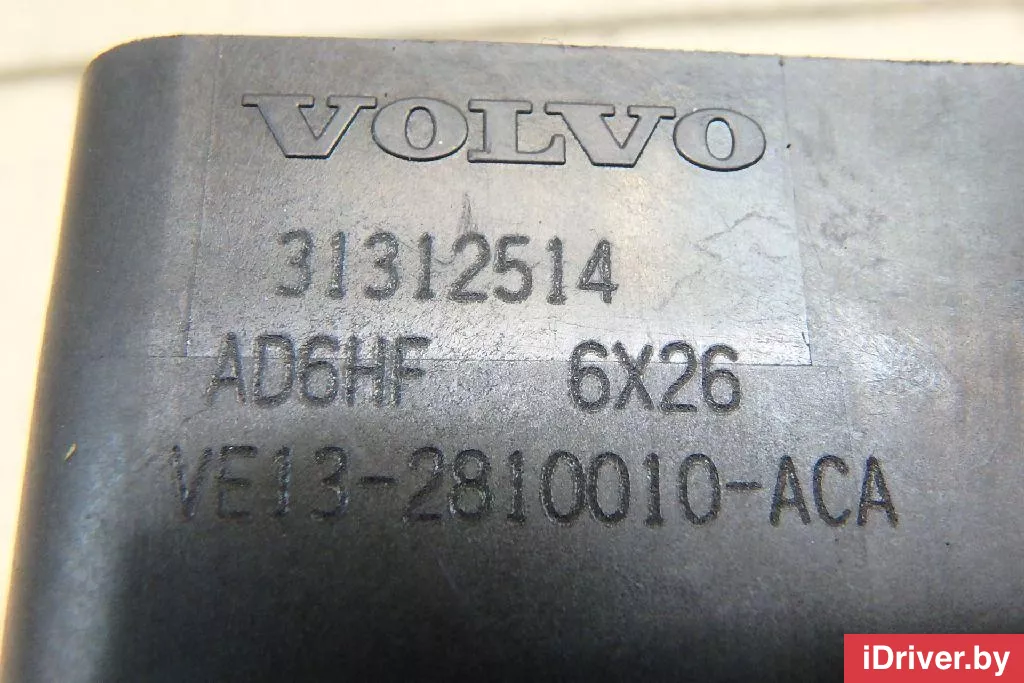 VOLVO
31312514
AD6HF 6X26
VE13-2810010-ACA
iDriver.by